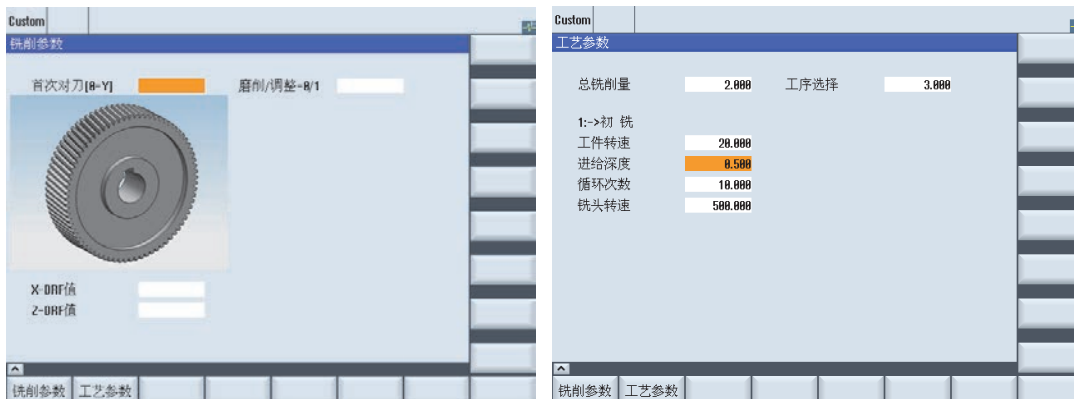 Custom
铣削参数
首次对刀[0=Y]
磨削/调整=0/1
X-DRF值
Z-DRF值
铣削参数 工艺参数
Custom
工艺参数
总铣削量 2.000 工序选择 3.000
1:->初 铣
工件转速 20.000
进给深度 0.500
循环次数 10.000
铣头转速 500.000
铣削参数 工艺参数